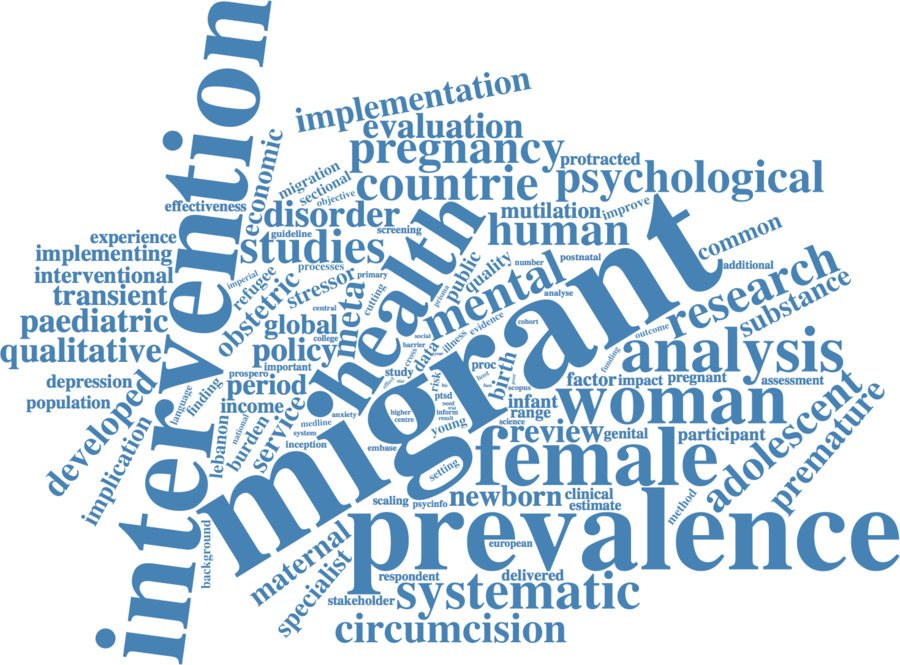 intervention
implementation
evaluation
pregnancy
protracted
countrie
psychological
migration
sectional
objective
economic
effectiveness
disorder
mutilation
improve
guideline
screening
human
common
experience
implementing
interventional
transient
paediatric
qualitative
studies
processes
primary
imperial
refugee
obstetric
stressor
cutting
meta
health
public
quality
number
postnatal
prisma
mental
analyse
additional
research
substance
migrant
central
global
college
policy
important
prospero
period
income
social
barrier
illness
evidence
cohort
cross
data
study
proc
birth
outcome
funding
analysis
depression
population
developed
language
finding
implication
lebanon
national
burden
service
anxiety
medline
system
inception
embase
higher
centre
risk
ptsd
need
inform
result
young
host
scopus
factor
impact
pregnant
assessment
infant
range
science
woman
review
genital
participant
adolescent
premature
female
setting
newborn
clinical
estimate
method
scaling
psycinfo
prevalence
european
background
maternal
specialist
respondent
delivered
stakeholder
systematic
circumcision